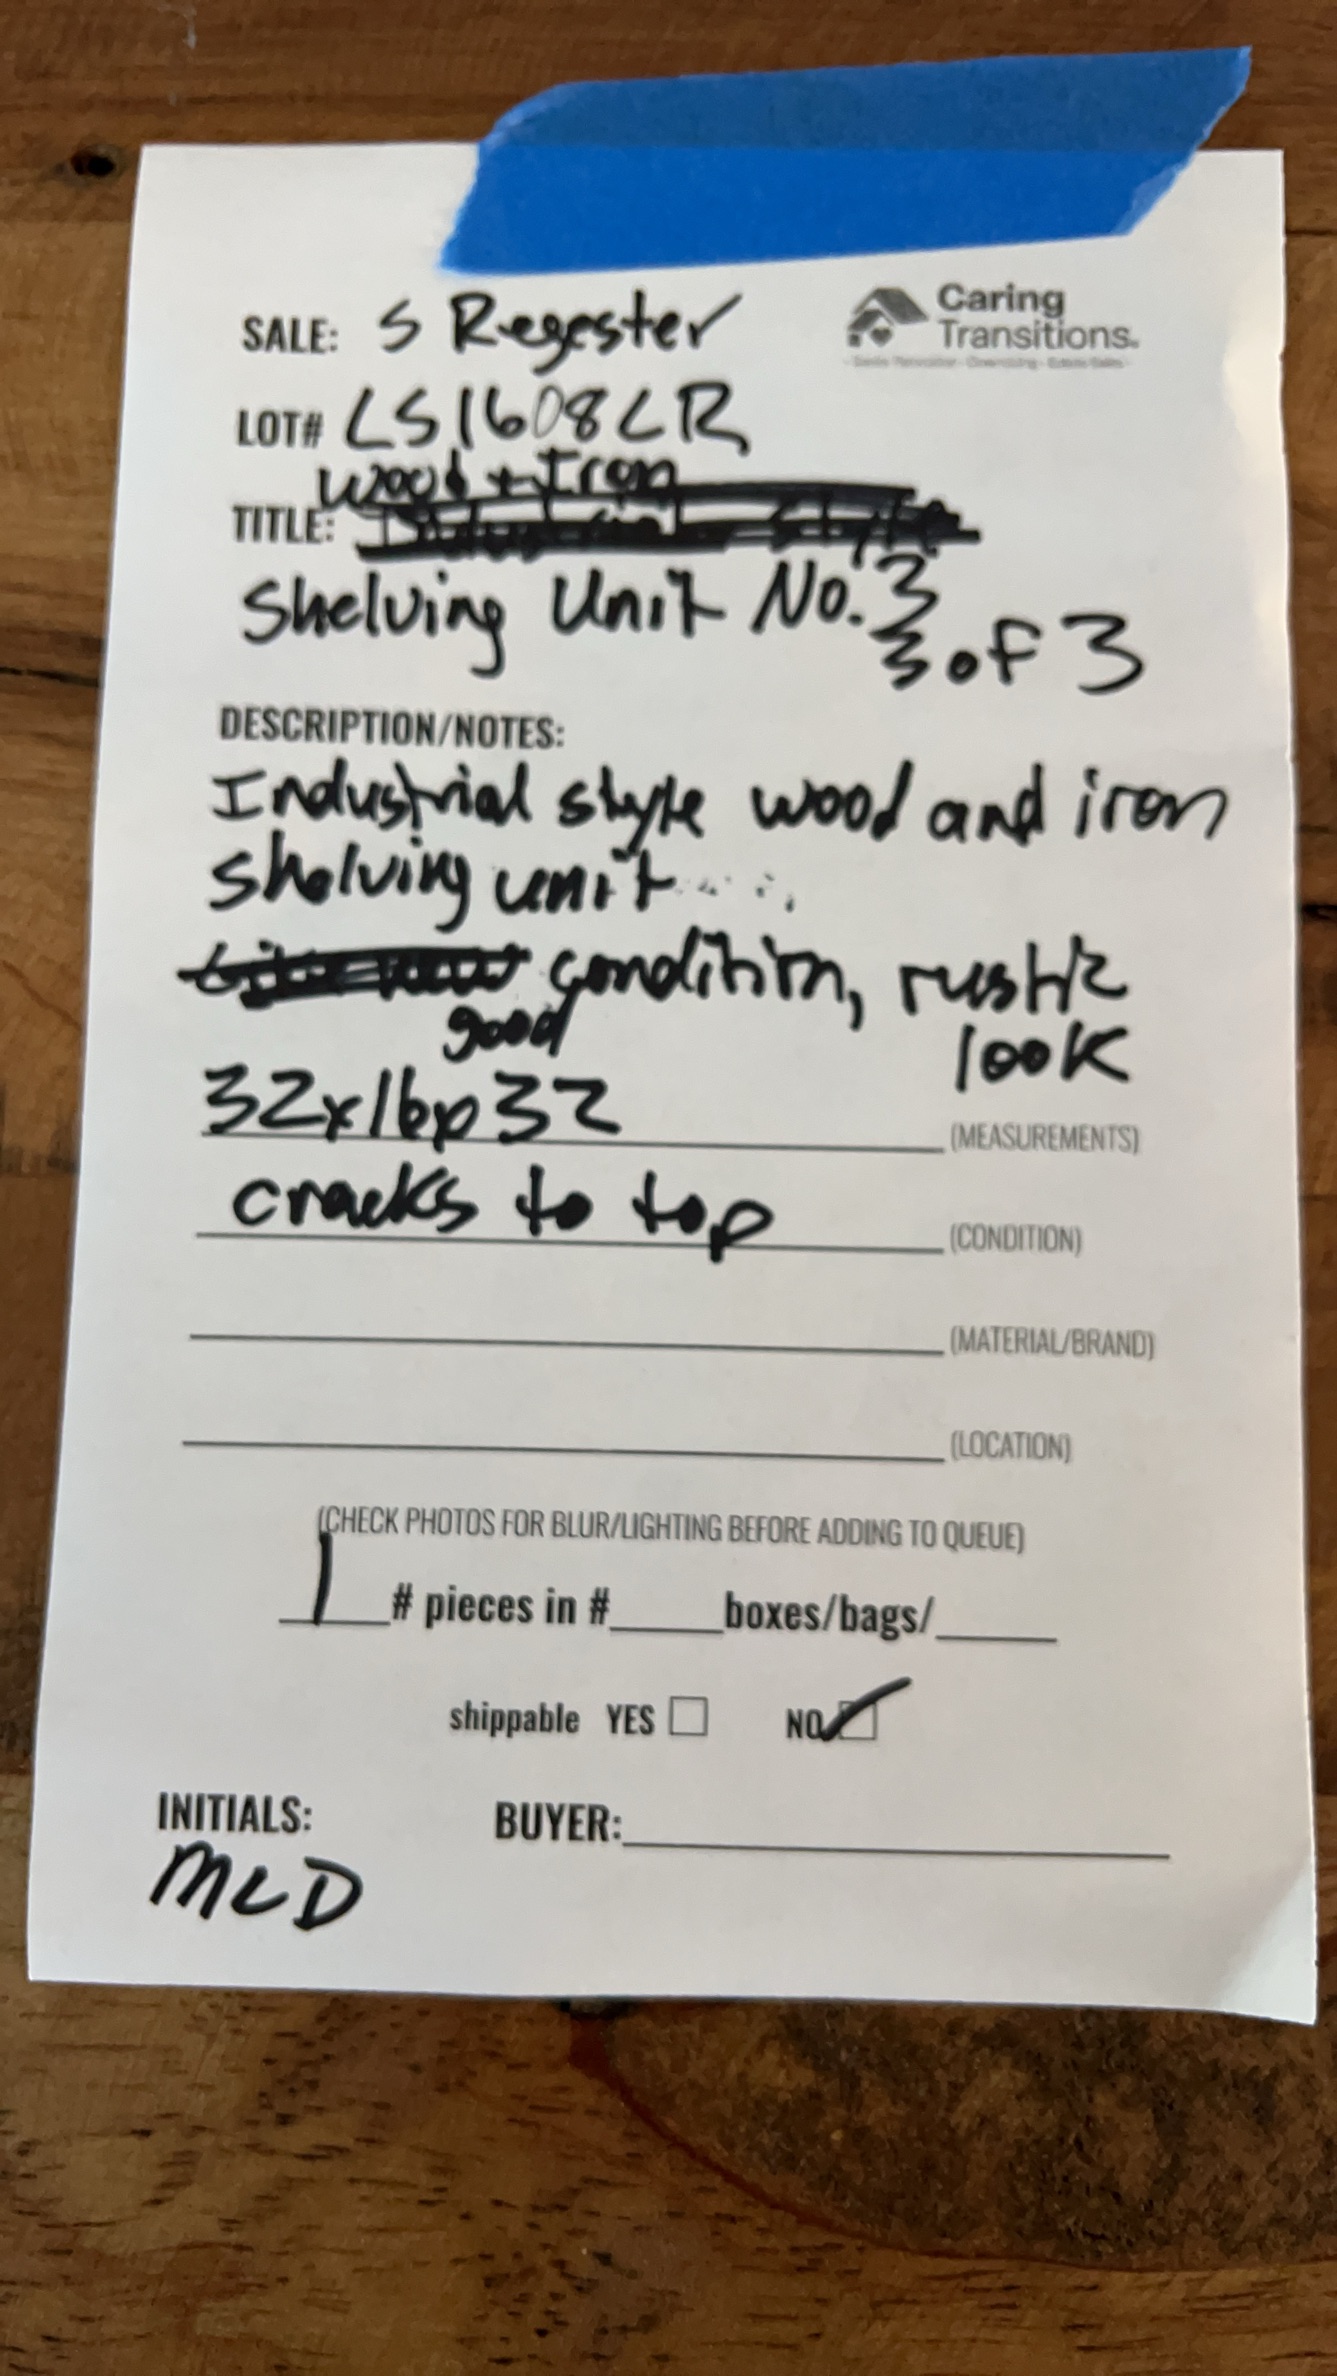 Caring
Transitions.
SALE: S Regester
LOT# LS1608LR
Wood + Iron
TITLE:
Shelving Unit No. 3
3 of 3
DESCRIPTION/NOTES:
Industrial style wood and iron
shelving unit
condition, rustic
good look
32x16x32 (MEASUREMENTS)
cracks to top (CONDITION)
(MATERIAL/BRAND)
(LOCATION)
(CHECK PHOTOS FOR BLUR/LIGHTING BEFORE ADDING TO QUEUE)
1 # pieces in # boxes/bags/
shippable YES NO
INITIALS: BUYER:
MLD